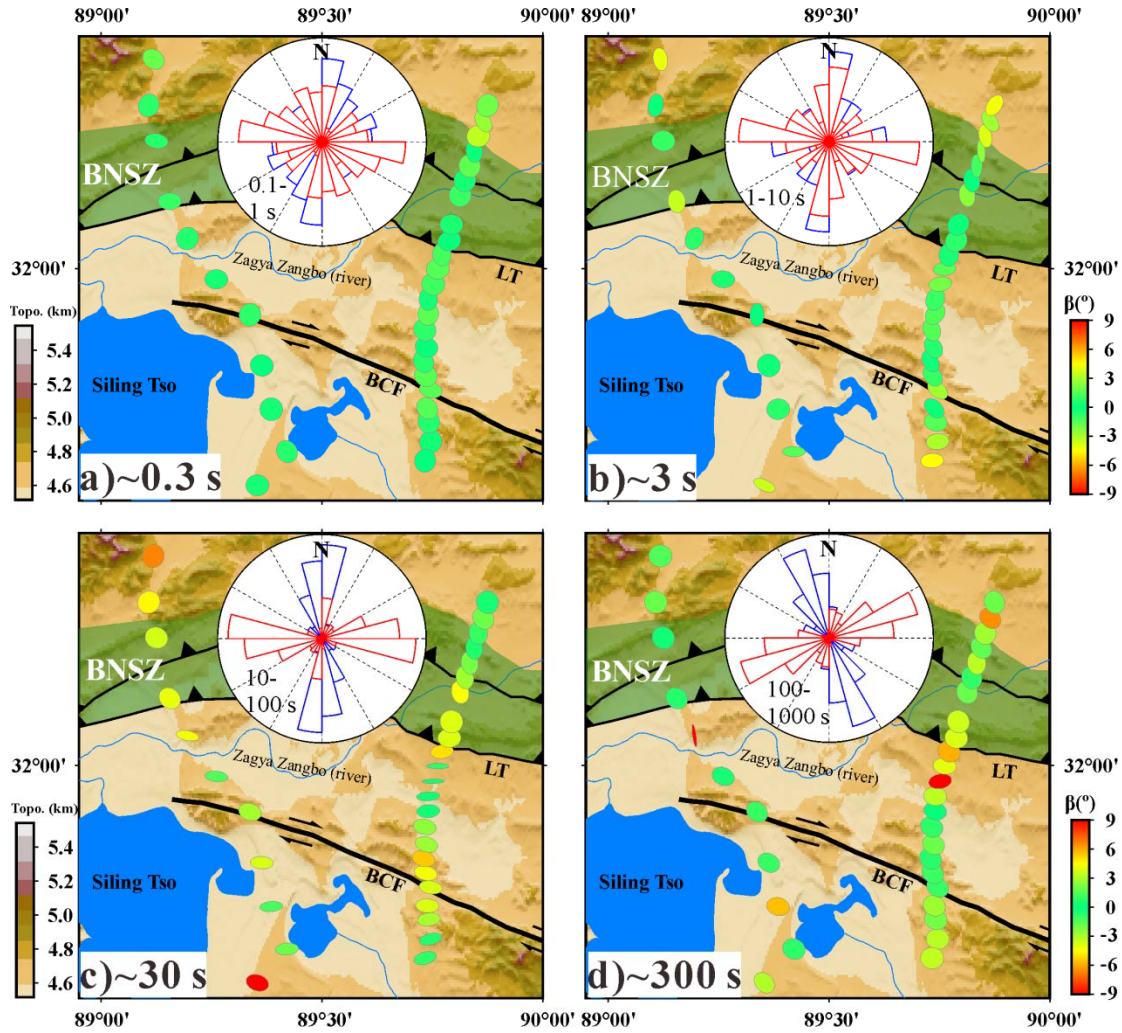 89°00' 89°30' 90°00' 89°00' 89°30' 90°00'
N
BNSZ
0.1-
1 s
32°00'
Zagya Zangbo (river)
LT
Topo. (km)
5.4
5.2
5.0
4.8
4.6
Siling Tso
BCF
a)~0.3 s
N
BNSZ
1-10 s
Zagya Zangbo (river)
LT
32°00'
Siling Tso
BCF
b)~3 s
β(°)
9
6
3
0
-3
-6
-9
N
BNSZ
10-
100 s
32°00'
Zagya Zangbo (river)
LT
Topo. (km)
5.4
5.2
5.0
4.8
4.6
Siling Tso
BCF
c)~30 s
N
BNSZ
100-
1000 s
Zagya Zangbo (river)
LT
32°00'
Siling Tso
BCF
d)~300 s
β(°)
9
6
3
0
-3
-6
-9
89°00' 89°30' 90°00' 89°00' 89°30' 90°00'